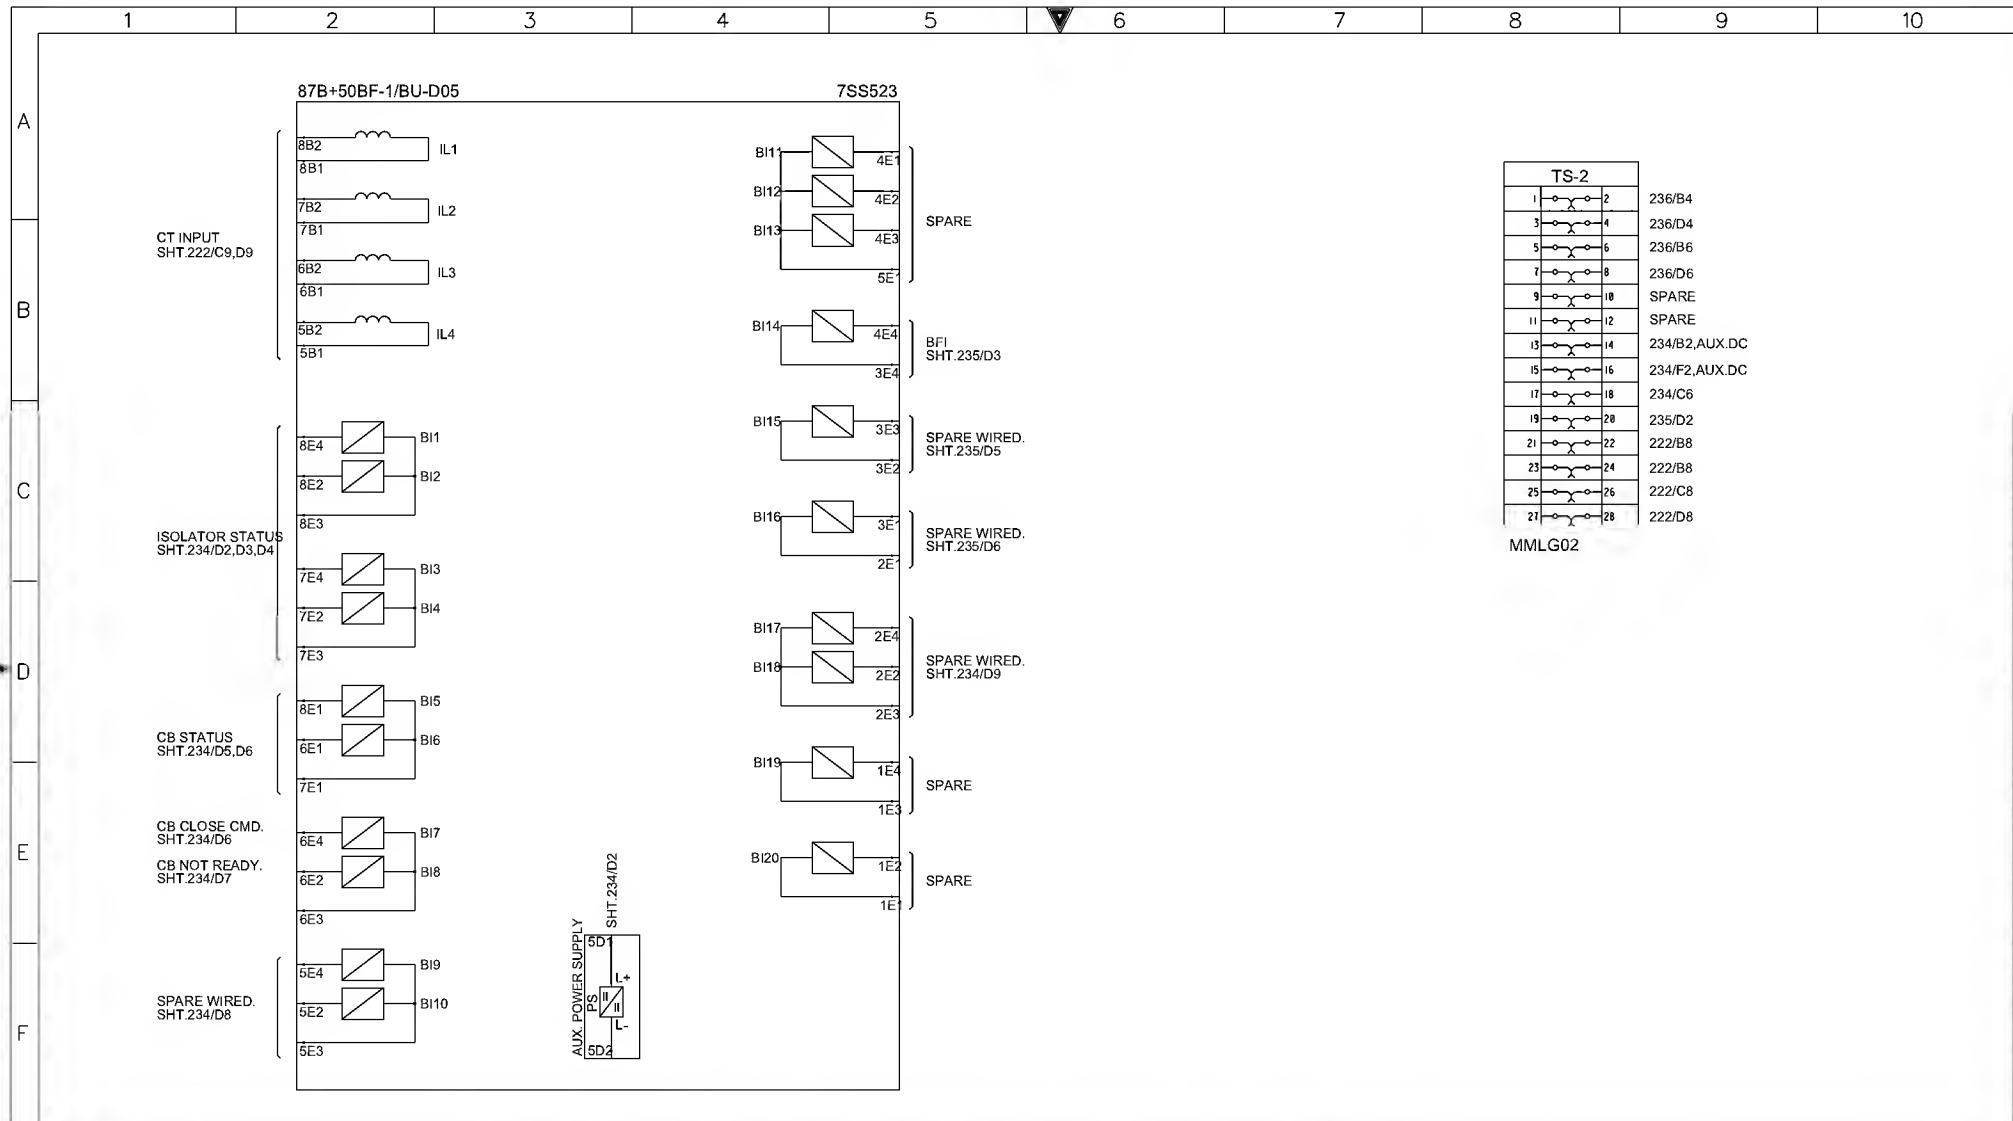 1 2 3 4 5 6 7 8 9 10
A
B
C
D
E
F
87B+50BF-1/BU-D05
7SS523
CT INPUT
SHT.222/C9,D9
8B2
8B1
IL1
7B2
7B1
IL2
6B2
6B1
IL3
5B2
5B1
IL4
ISOLATOR STATUS
SHT.234/D2,D3,D4
8E4 BI1
8E2 BI2
8E3
7E4 BI3
7E2 BI4
7E3
CB STATUS
SHT.234/D5,D6
8E1 BI5
6E1 BI6
7E1
CB CLOSE CMD.
SHT.234/D6
6E4 BI7
CB NOT READY.
SHT.234/D7
6E2 BI8
6E3
SPARE WIRED.
SHT.234/D8
5E4 BI9
5E2 BI10
5E3
AUX. POWER SUPPLY
SHT.234/D2
5D1
L+
PS
L-
5D2
BI11 4E1
BI12 4E2
BI13 4E3
5E1
SPARE
BI14 4E4
3E4
BFI
SHT.235/D3
BI15 3E3
3E2
SPARE WIRED.
SHT.235/D5
BI16 3E1
2E1
SPARE WIRED.
SHT.235/D6
BI17 2E4
BI18 2E2
2E3
SPARE WIRED.
SHT.234/D9
BI19 1E4
1E3
SPARE
BI20 1E2
1E1
SPARE
TS-2
1 2 236/B4
3 4 236/D4
5 6 236/B6
7 8 236/D6
9 10 SPARE
11 12 SPARE
13 14 234/B2,AUX.DC
15 16 234/F2,AUX.DC
17 18 234/C6
19 20 235/D2
21 22 222/B8
23 24 222/B8
25 26 222/C8
27 28 222/D8
MMLG02